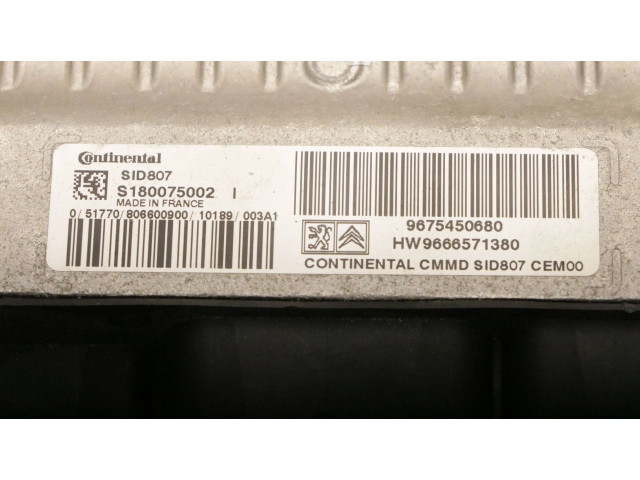 Continental
SID807
S180075002 I
MADE IN FRANCE
0/51770/806600900/10189/003A1
9675450680
HW9666571380
CONTINENTAL CMMD SID807 CEM00